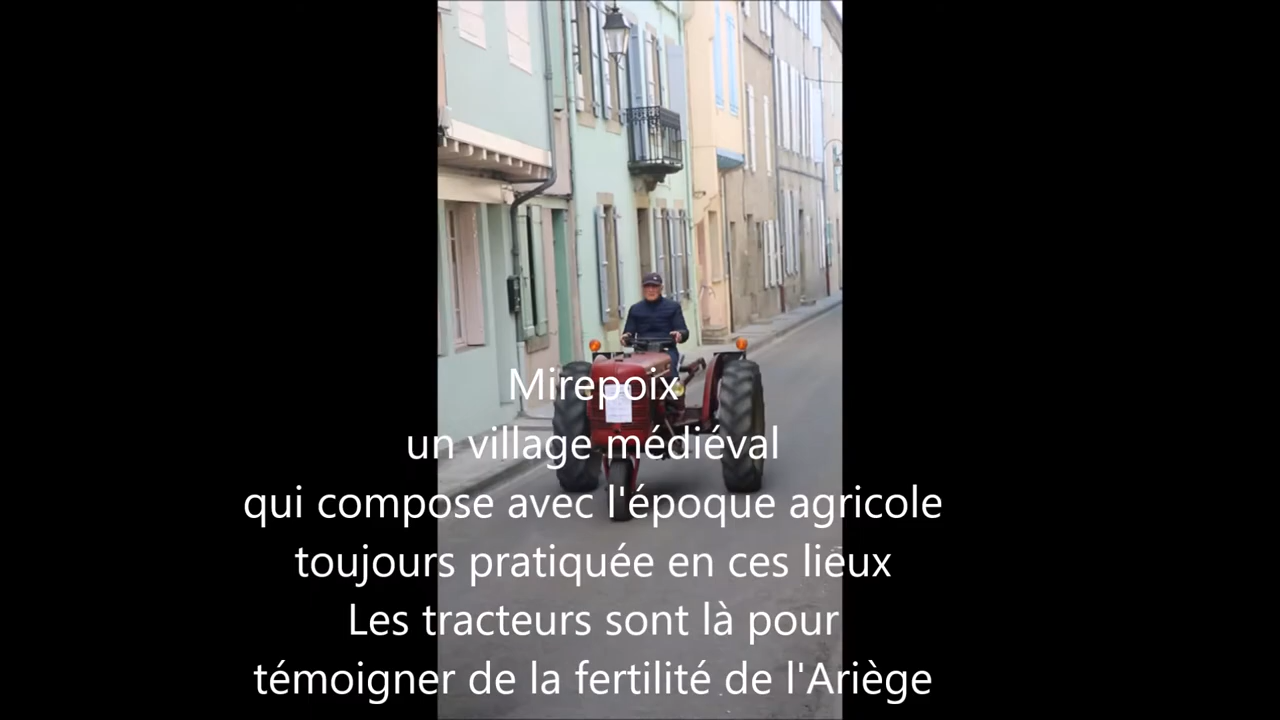 Mirepoix
un village médiéval
qui compose avec l'époque agricole
toujours pratiquée en ces lieux
Les tracteurs sont là pour
témoigner de la fertilité de l'Ariège